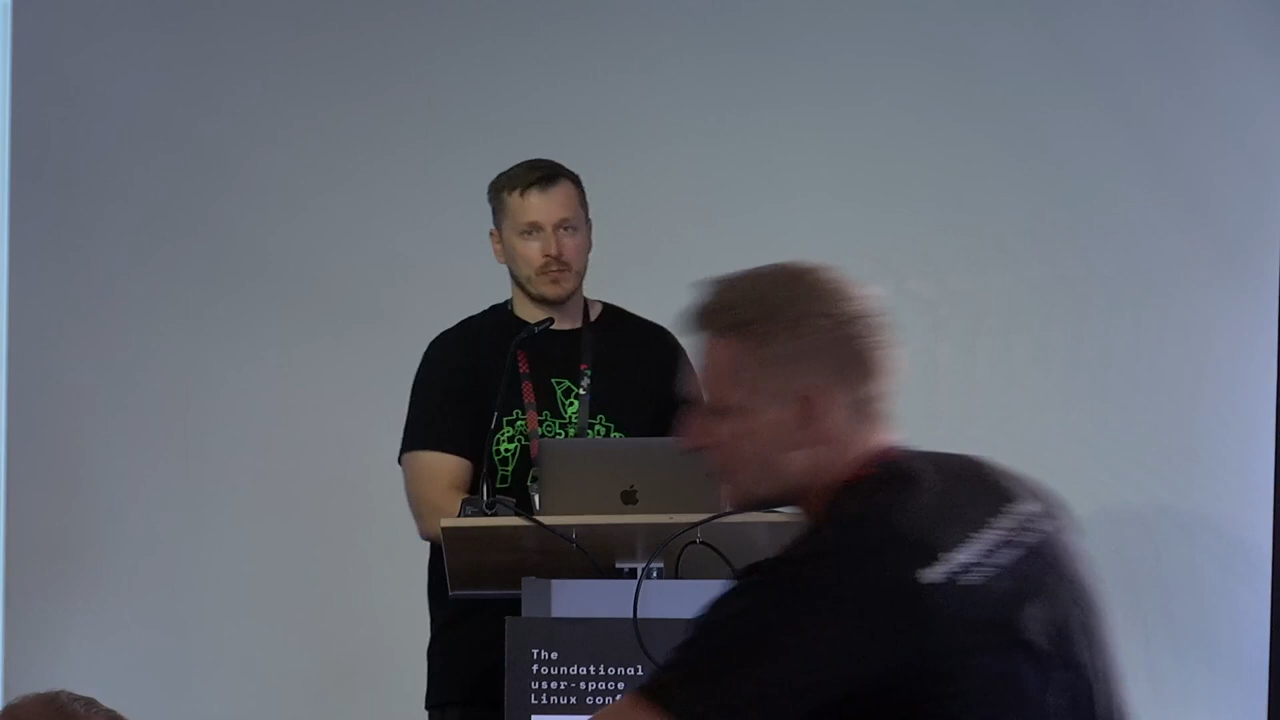 The
foundational
user-space
Linux conf